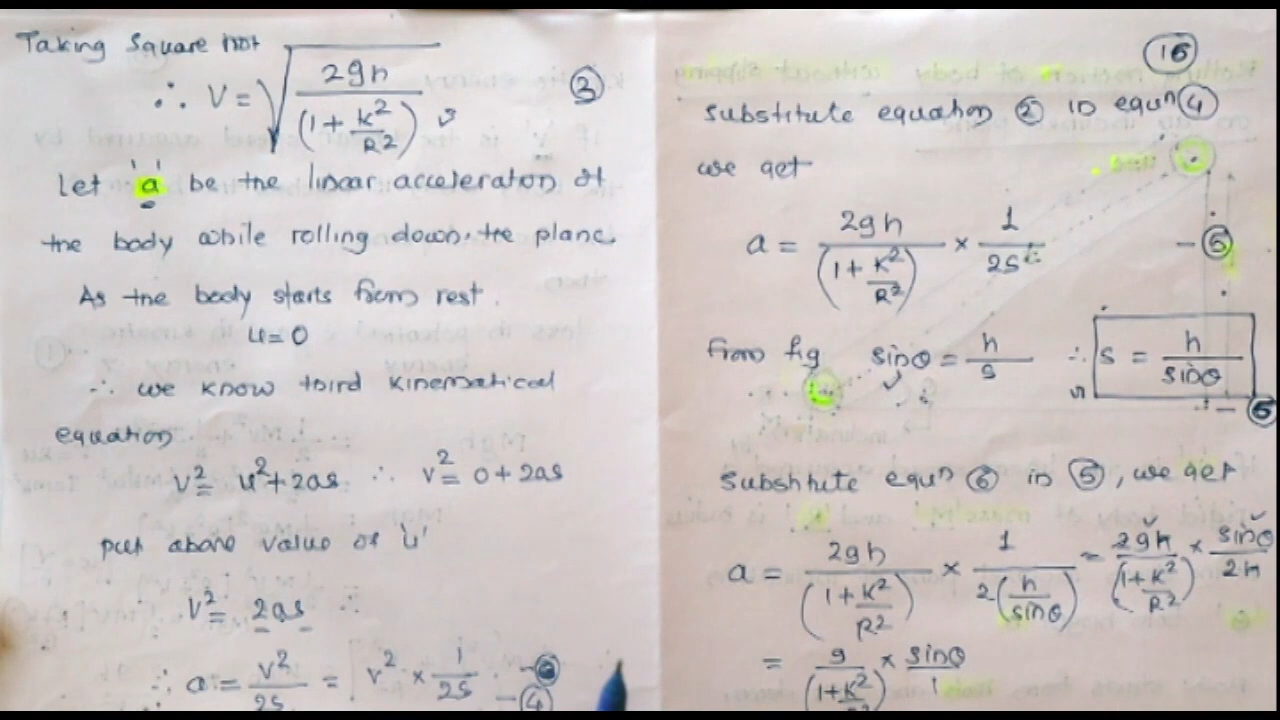 Taking Square root
∴ V = √(2gh / (1 + K²/R²)) ③
Let 'a' be the linear acceleration of
the body while rolling down the plane.
As the body starts from rest.
u = 0
∴ we know third kinematical
equation
v² = u² + 2as ∴ v² = 0 + 2as
put above value of 'u'
v² = 2as
∴ a = v²/2s = v² × 1/2s – ④
16
Substitute equation ② in equn ④
we get
a = 2gh / (1 + K²/R²) × 1/2s – ⑤
From fig sinθ = h/s ∴ s = h/sinθ – ⑥
Substitute equn ⑥ in ⑤, we get
a = 2gh / (1 + K²/R²) × 1 / 2(h/sinθ) = 2gh / (1 + K²/R²) × sinθ/2h
= g / (1 + K²/R²) × sinθ/1